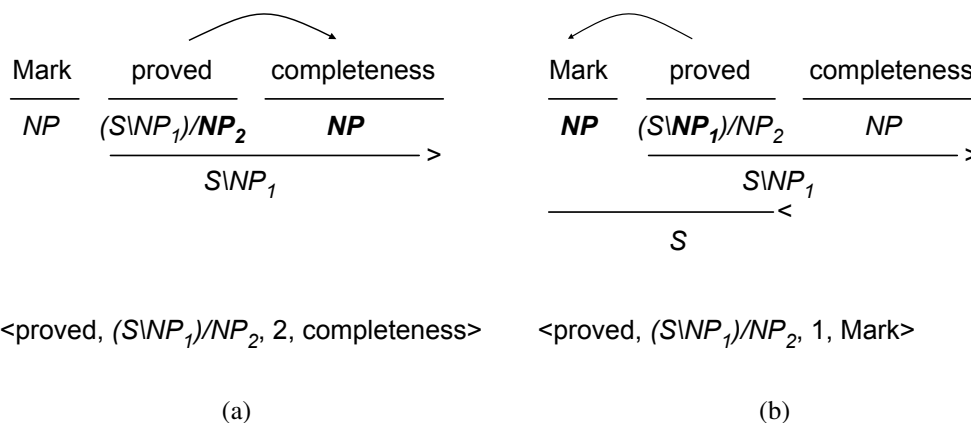 Mark proved completeness
NP (S\NP₁)/NP₂ NP
>
S\NP₁
<proved, (S\NP₁)/NP₂, 2, completeness>
(a)
Mark proved completeness
NP (S\NP₁)/NP₂ NP
>
S\NP₁
<
S
<proved, (S\NP₁)/NP₂, 1, Mark>
(b)